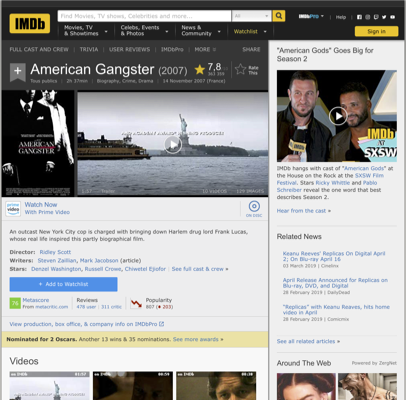 IMDb
Find Movies, TV shows, Celebrities and more...
All
IMDbPro
Help
Movies, TV & Showtimes
Celebs, Events & Photos
News & Community
Watchlist
Sign in
FULL CAST AND CREW | TRIVIA | USER REVIEWS | IMDbPro | MORE
SHARE
American Gangster (2007)
7,8
Rate This
Tous publics | 2h 37min | Biography, Crime, Drama | 14 November 2007 (France)
AMERICAN
GANGSTER
ACADEMY AWARD
Watch Now
With Prime Video
ON DISC
An outcast New York City cop is charged with bringing down Harlem drug lord Frank Lucas,
whose real life inspired this partly biographical film.
Director: Ridley Scott
Writers: Steven Zaillian, Mark Jacobson (article)
Stars: Denzel Washington, Russell Crowe, Chiwetel Ejiofor | See full cast & crew »
+ Add to Watchlist
76
Metascore
From metacritic.com
Reviews
478 user | 311 critic
Popularity
867 (203)
View production, box office, & company info on IMDbPro
Nominated for 2 Oscars. Another 13 wins & 35 nominations. See more awards »
Videos
"American Gods" Goes Big for
Season 2
IMDb
at
SXSW
IMDb hangs with cast of "American Gods"
at the Mouse on the Rock at the SXSW Film
Festival. Stars Ricky Whittle and Pablo
Schreiber reveal the one word that best
describes Season 2.
Hear from the cast »
Related News
Keanu Reeves' Replicas On Digital April
2; On Blu-ray April 16
03 March 2019 | Cinelinx
April Release Announced for Replicas on
Blu-ray, DVD, and Digital
28 February 2019 | DailyDead
"Replicas" with Keanu Reeves, hits home
video in April
28 February 2019 | Comicmix
See all related articles »
Around The Web
Powered by ZergNet